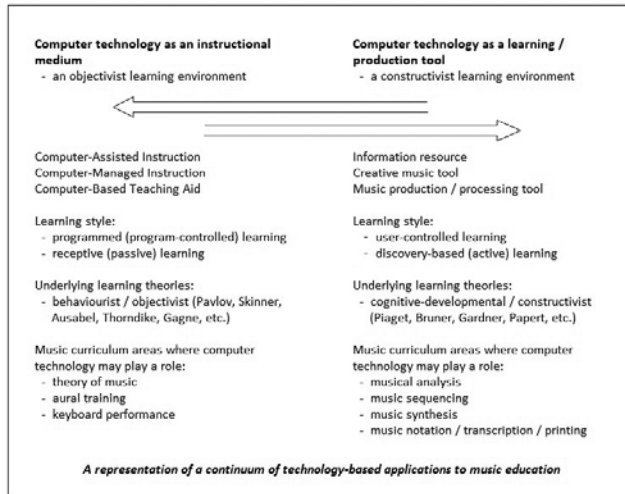 Computer technology as an instructional
medium
- an objectivist learning environment
Computer technology as a learning /
production tool
- a constructivist learning environment
Computer-Assisted Instruction
Computer-Managed Instruction
Computer-Based Teaching Aid
Information resource
Creative music tool
Music production / processing tool
Learning style:
- programmed (program-controlled) learning
- receptive (passive) learning
Learning style:
- user-controlled learning
- discovery-based (active) learning
Underlying learning theories:
- behaviourist / objectivist (Pavlov, Skinner,
Ausabel, Thorndike, Gagne, etc.)
Underlying learning theories:
- cognitive-developmental / constructivist
(Piaget, Bruner, Gardner, Papert, etc.)
Music curriculum areas where computer
technology may play a role:
- theory of music
- aural training
- keyboard performance
Music curriculum areas where computer
technology may play a role:
- musical analysis
- music sequencing
- music synthesis
- music notation / transcription / printing
A representation of a continuum of technology-based applications to music education